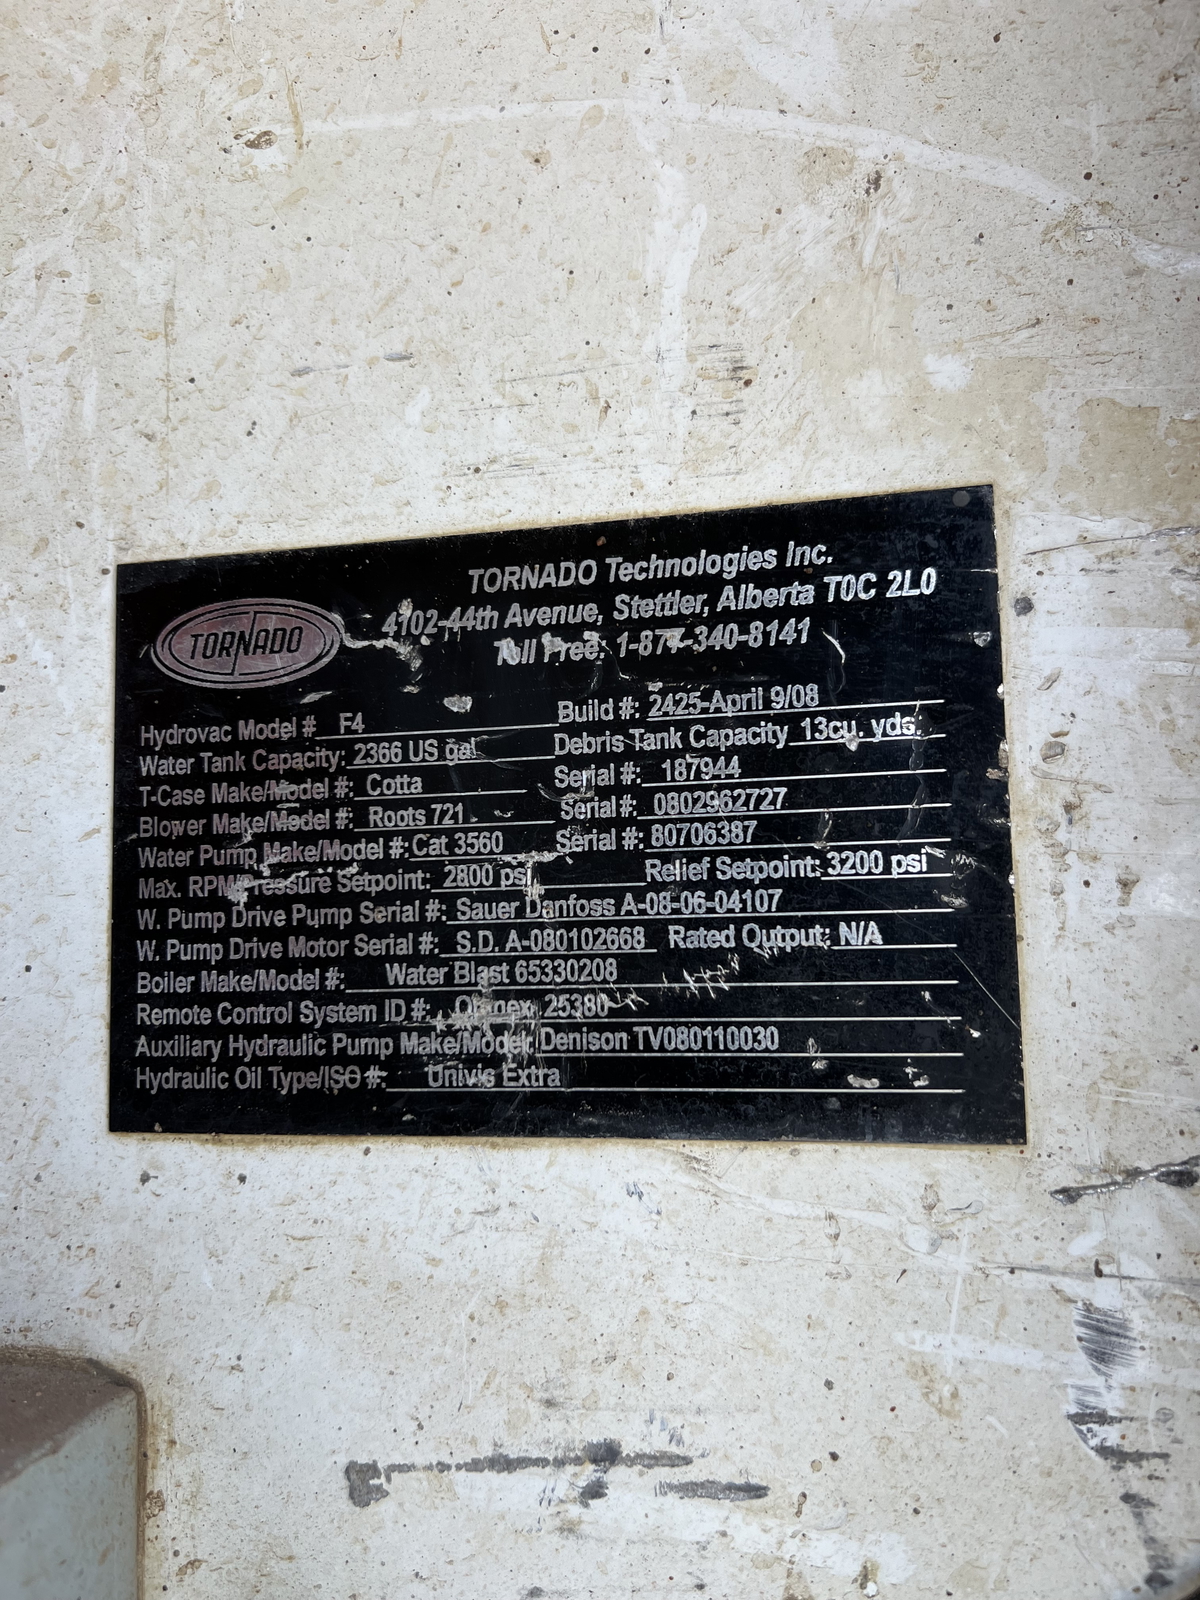 TORNADO Technologies Inc.
4102-44th Avenue, Stettler, Alberta T0C 2L0
Toll Free: 1-877-340-8141
TORNADO
Hydrovac Model # F4 Build #: 2425-April 9/08
Water Tank Capacity: 2366 US gal Debris Tank Capacity 13cu. yds.
T-Case Make/Model #: Cotta Serial #: 187944
Blower Make/Model #: Roots 721 Serial #: 0802962727
Water Pump Make/Model #: Cat 3560 Serial #: 80706387
Max. RPM/Pressure Setpoint: 2800 psi Relief Setpoint: 3200 psi
W. Pump Drive Pump Serial #: Sauer Danfoss A-08-06-04107
W. Pump Drive Motor Serial #: S.D. A-080102668 Rated Output: N/A
Boiler Make/Model #: Water Blast 65330208
Remote Control System ID #: 25380
Auxiliary Hydraulic Pump Make/Model: Denison TV080110030
Hydraulic Oil Type/ISO #: Univis Extra